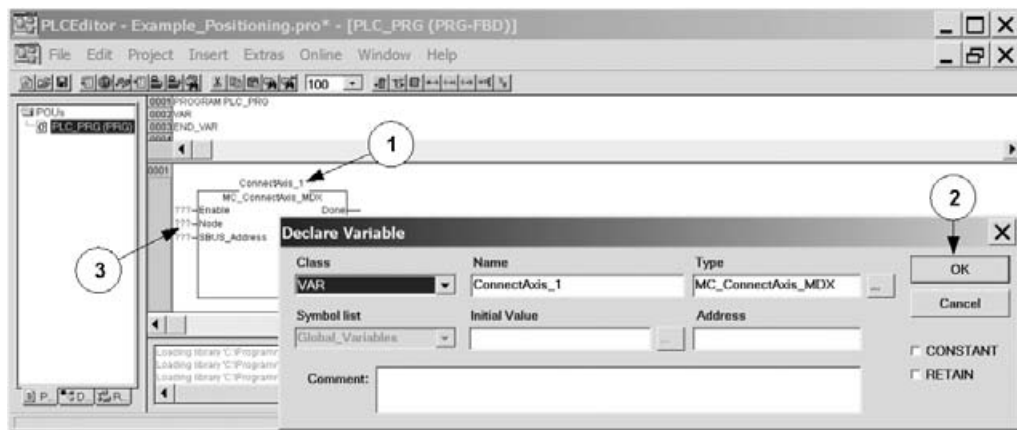 PLCEditor - Example_Positioning.pro* - [PLC_PRG (PRG-FBD)]
File Edit Project Insert Extras Online Window Help
100
POUs
PLC_PRG (PRG)
0001 PROGRAM PLC_PRG
0002 VAR
0003 END_VAR
0004
1
0001
ConnectAxis_1
MC_ConnectAxis_MDX
???-Enable Done
???-Node
???-SBUS_Address
3
2
Declare Variable
Class Name Type
VAR ConnectAxis_1 MC_ConnectAxis_MDX ...
OK
Cancel
Symbol list Initial Value Address
Global_Variables ...
CONSTANT
RETAIN
Comment:
Loading library 'C:\Programr
Loading library 'C:\Programr
Loading library 'C:\Programr
P... D... R...